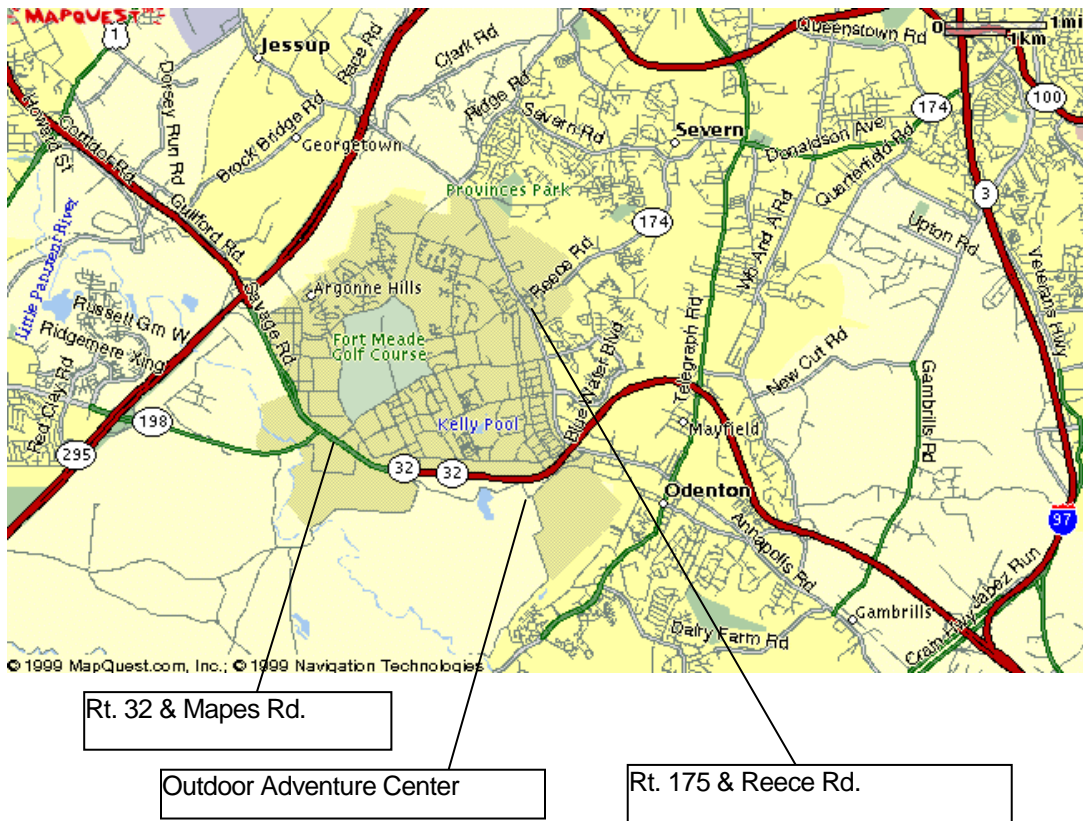 MAPQUEST
0 1mi
1km
1
Jessup
Race Rd
Clark Rd
Queenstown Rd
Dorsey Run Rd
Ridge Rd
174
100
Howard St
Corridor Rd
Brock Bridge Rd
Georgetown
Severn Rd
Severn
Donaldson Ave
Quarterfield Rd
Guilford Rd
Provinces Park
3
Little Patuxent River
174
Upton Rd
Reece Rd
Wb And A Rd
Veterans Hwy
Argonne Hills
Savage Rd
Russett Grn W
Ridgemere Xing
Fort Meade
Golf Course
Telegraph Rd
New Cut Rd
Blue Water Blvd
Gambrills Rd
Red Clay Rd
198
Kelly Pool
Mayfield
295
32
32
Odenton
97
Annapolis Rd
Gambrills
Dairy Farm Rd
© 1999 MapQuest.com, Inc.; © 1999 Navigation Technologies
Rt. 32 & Mapes Rd.
Outdoor Adventure Center
Rt. 175 & Reece Rd.